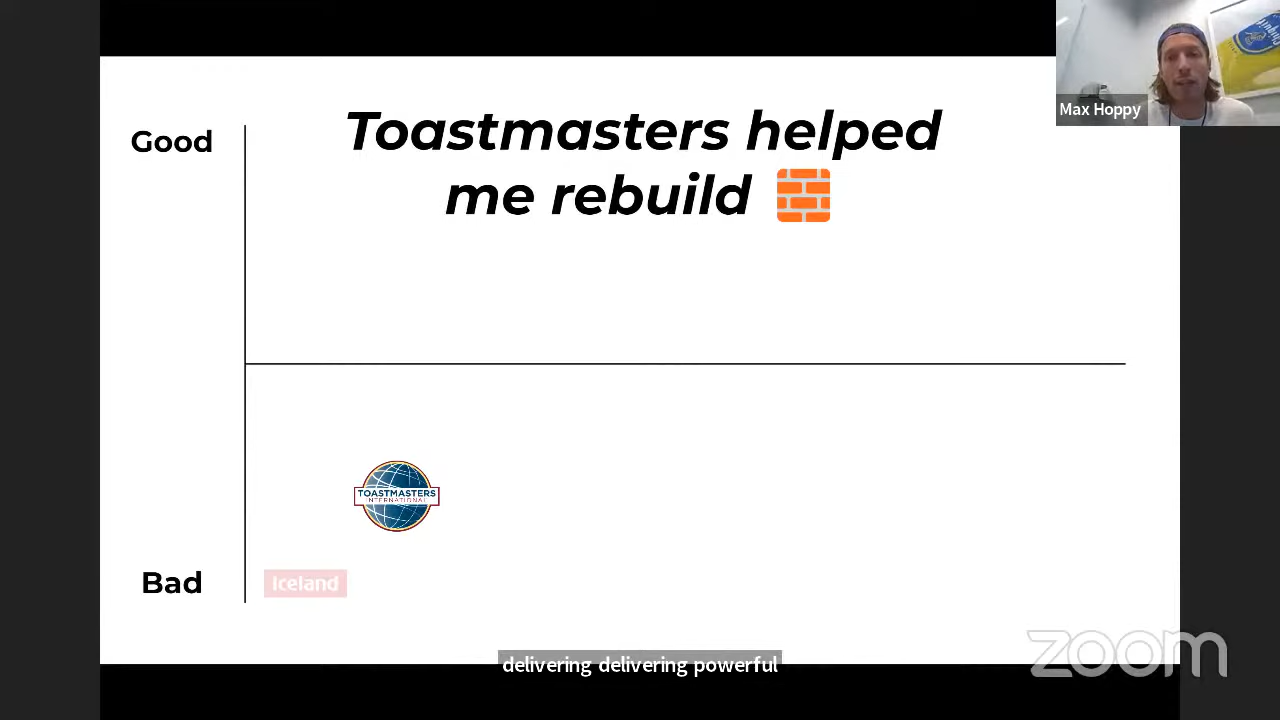 Max Hoppy
Good
Toastmasters helped
me rebuild
TOASTMASTERS
INTERNATIONAL
Bad
Iceland
delivering delivering powerful
zoom